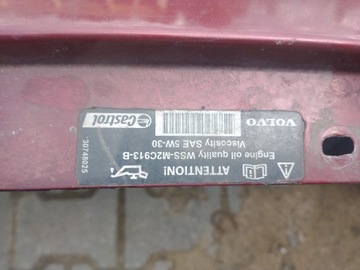 ATTENTION!
Engine oil quality WSS-M2C913-B
Viscosity SAE 5W-30
VOLVO
Castrol
30748025